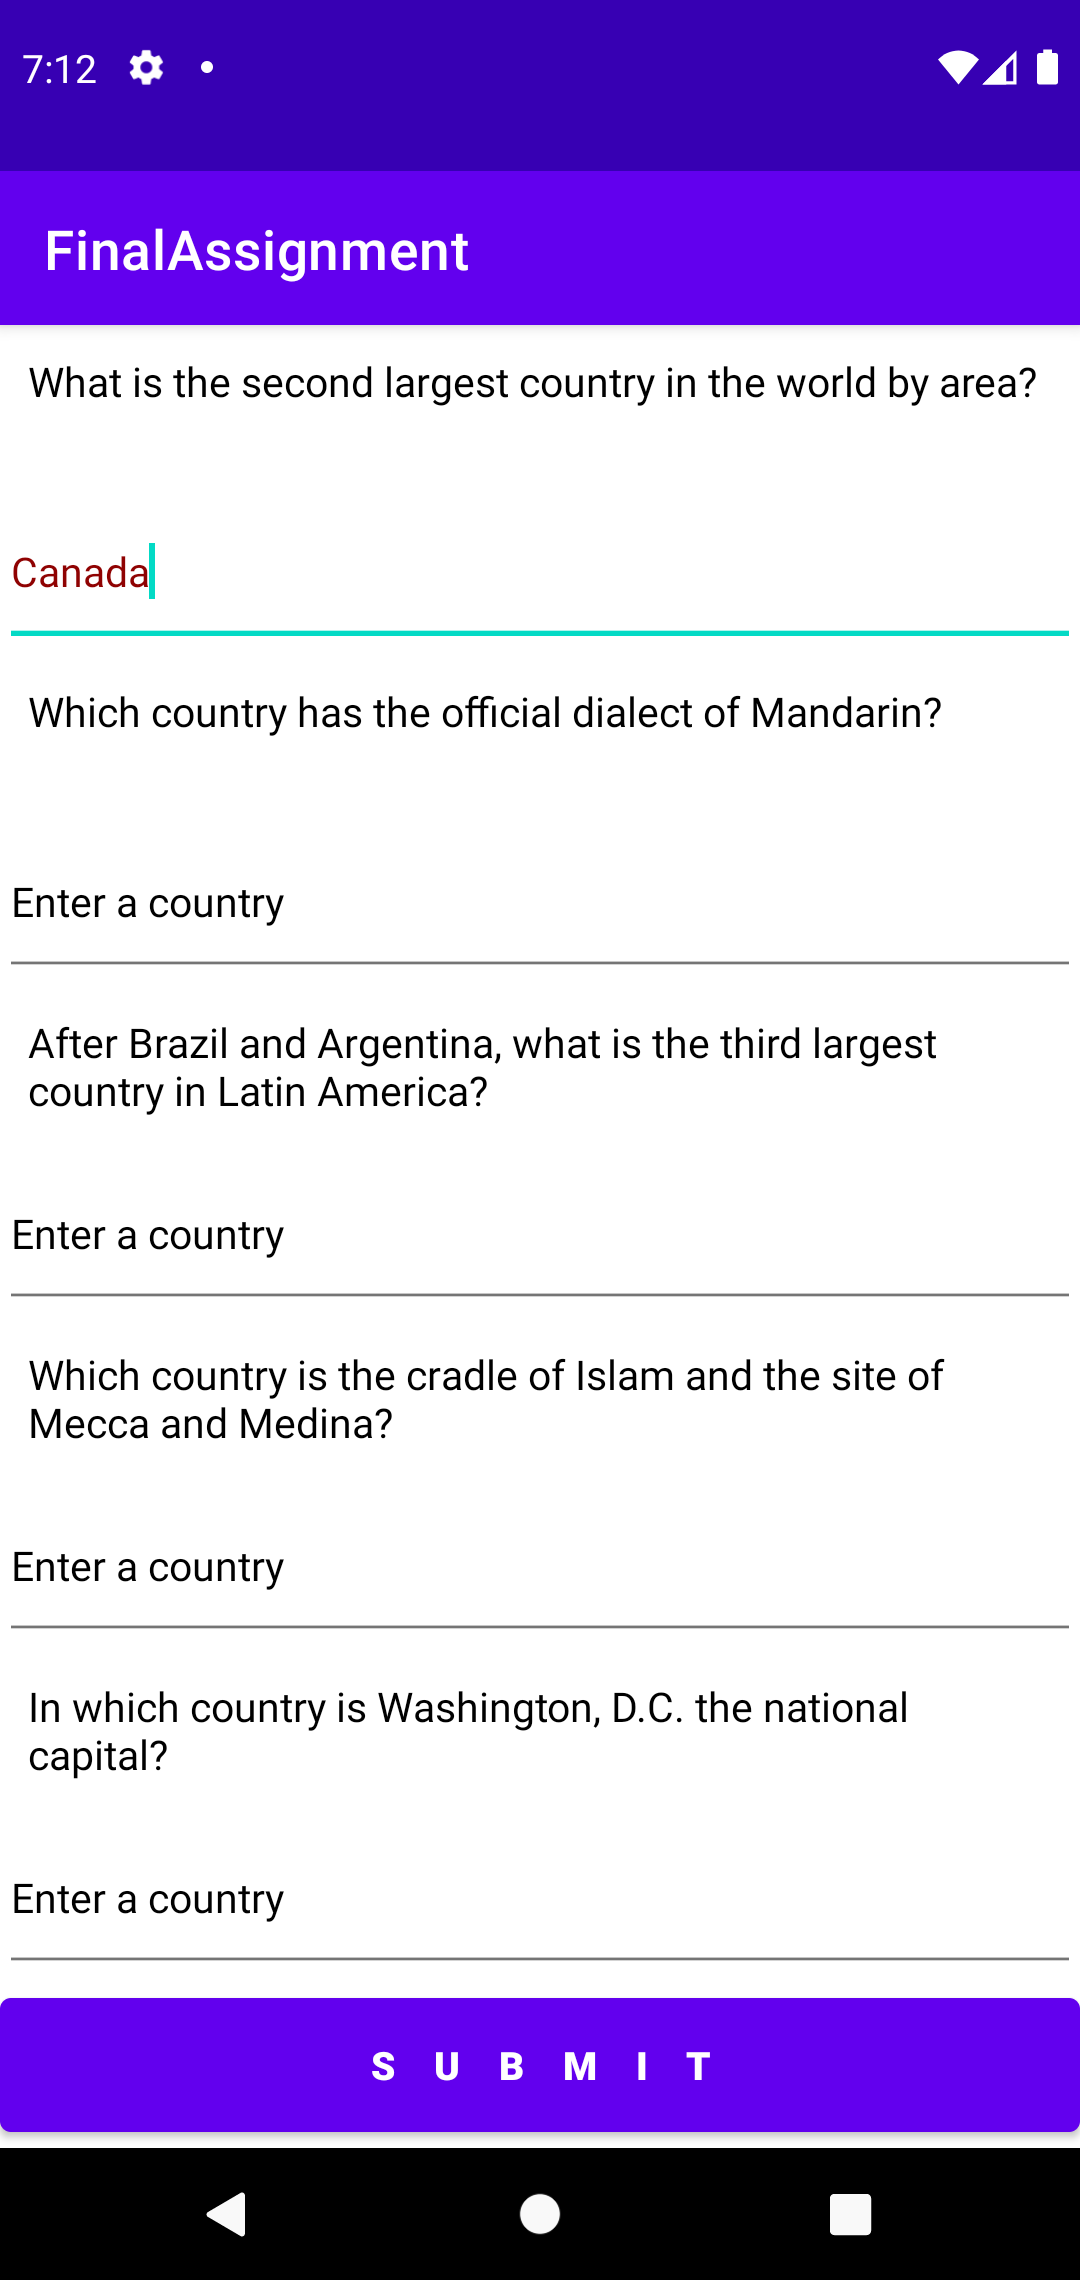 7:12
FinalAssignment
What is the second largest country in the world by area?
Canada
Which country has the official dialect of Mandarin?
Enter a country
After Brazil and Argentina, what is the third largest
country in Latin America?
Enter a country
Which country is the cradle of Islam and the site of
Mecca and Medina?
Enter a country
In which country is Washington, D.C. the national
capital?
Enter a country
SUBMIT